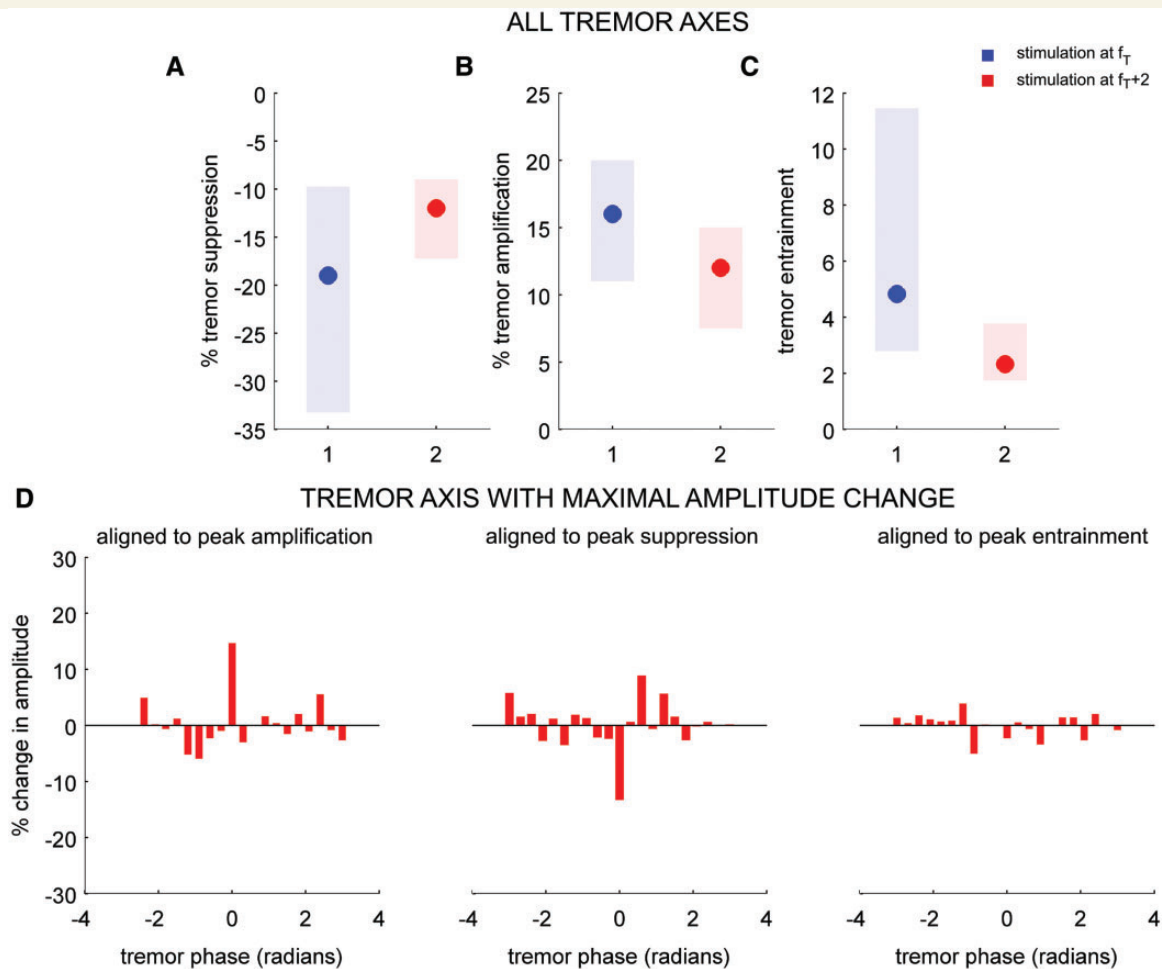 ALL TREMOR AXES
stimulation at fT
stimulation at fT+2
A
% tremor suppression
0
-5
-10
-15
-20
-25
-30
-35
1 2
B
% tremor amplification
25
20
15
10
5
0
1 2
C
tremor entrainment
12
10
8
6
4
2
0
1 2
D
TREMOR AXIS WITH MAXIMAL AMPLITUDE CHANGE
aligned to peak amplification
% change in amplitude
30
20
10
0
-10
-20
-30
-4 -2 0 2 4
tremor phase (radians)
aligned to peak suppression
-4 -2 0 2 4
tremor phase (radians)
aligned to peak entrainment
-4 -2 0 2 4
tremor phase (radians)